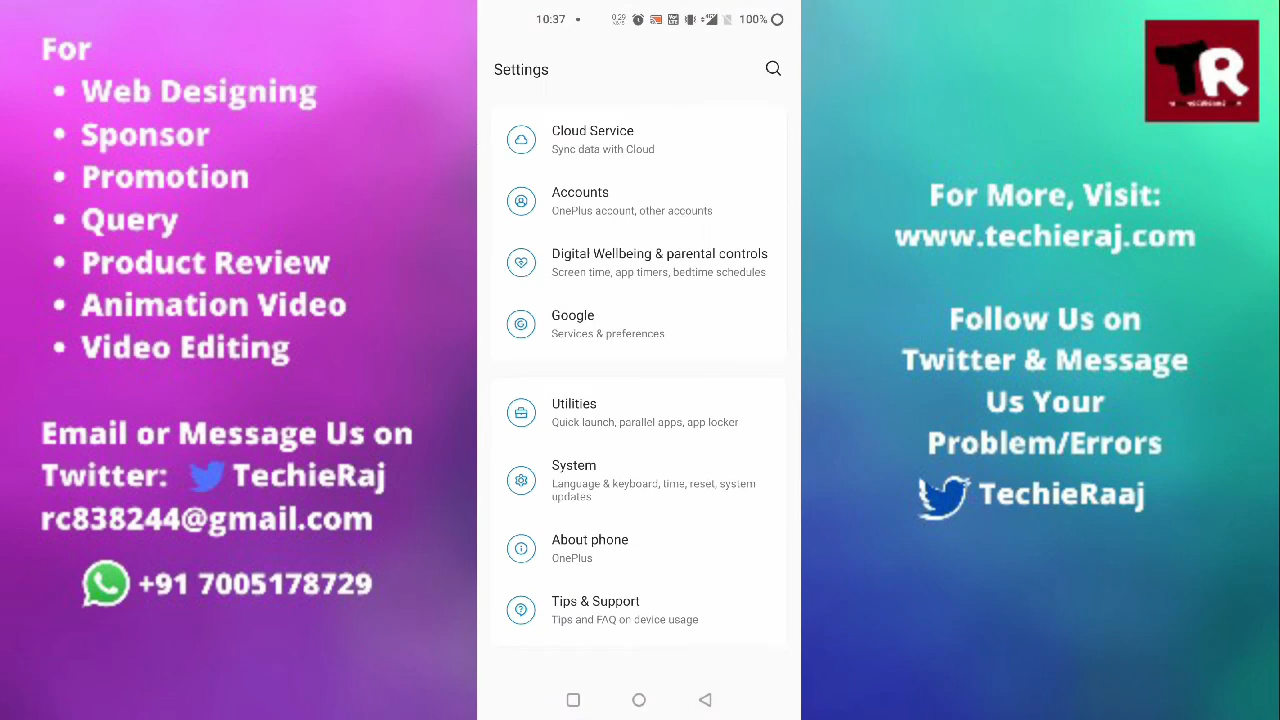 For
• Web Designing
• Sponsor
• Promotion
• Query
• Product Review
• Animation Video
• Video Editing
Email or Message Us on
Twitter: TechieRaj
rc838244@gmail.com
+91 7005178729
10:37
0.29
100%
Settings
Cloud Service
Sync data with Cloud
Accounts
OnePlus account, other accounts
Digital Wellbeing & parental controls
Screen time, app timers, bedtime schedules
Google
Services & preferences
Utilities
Quick launch, parallel apps, app locker
System
Language & keyboard, time, reset, system
updates
About phone
OnePlus
Tips & Support
Tips and FAQ on device usage
TR
For More, Visit:
www.techieraj.com
Follow Us on
Twitter & Message
Us Your
Problem/Errors
TechieRaaj